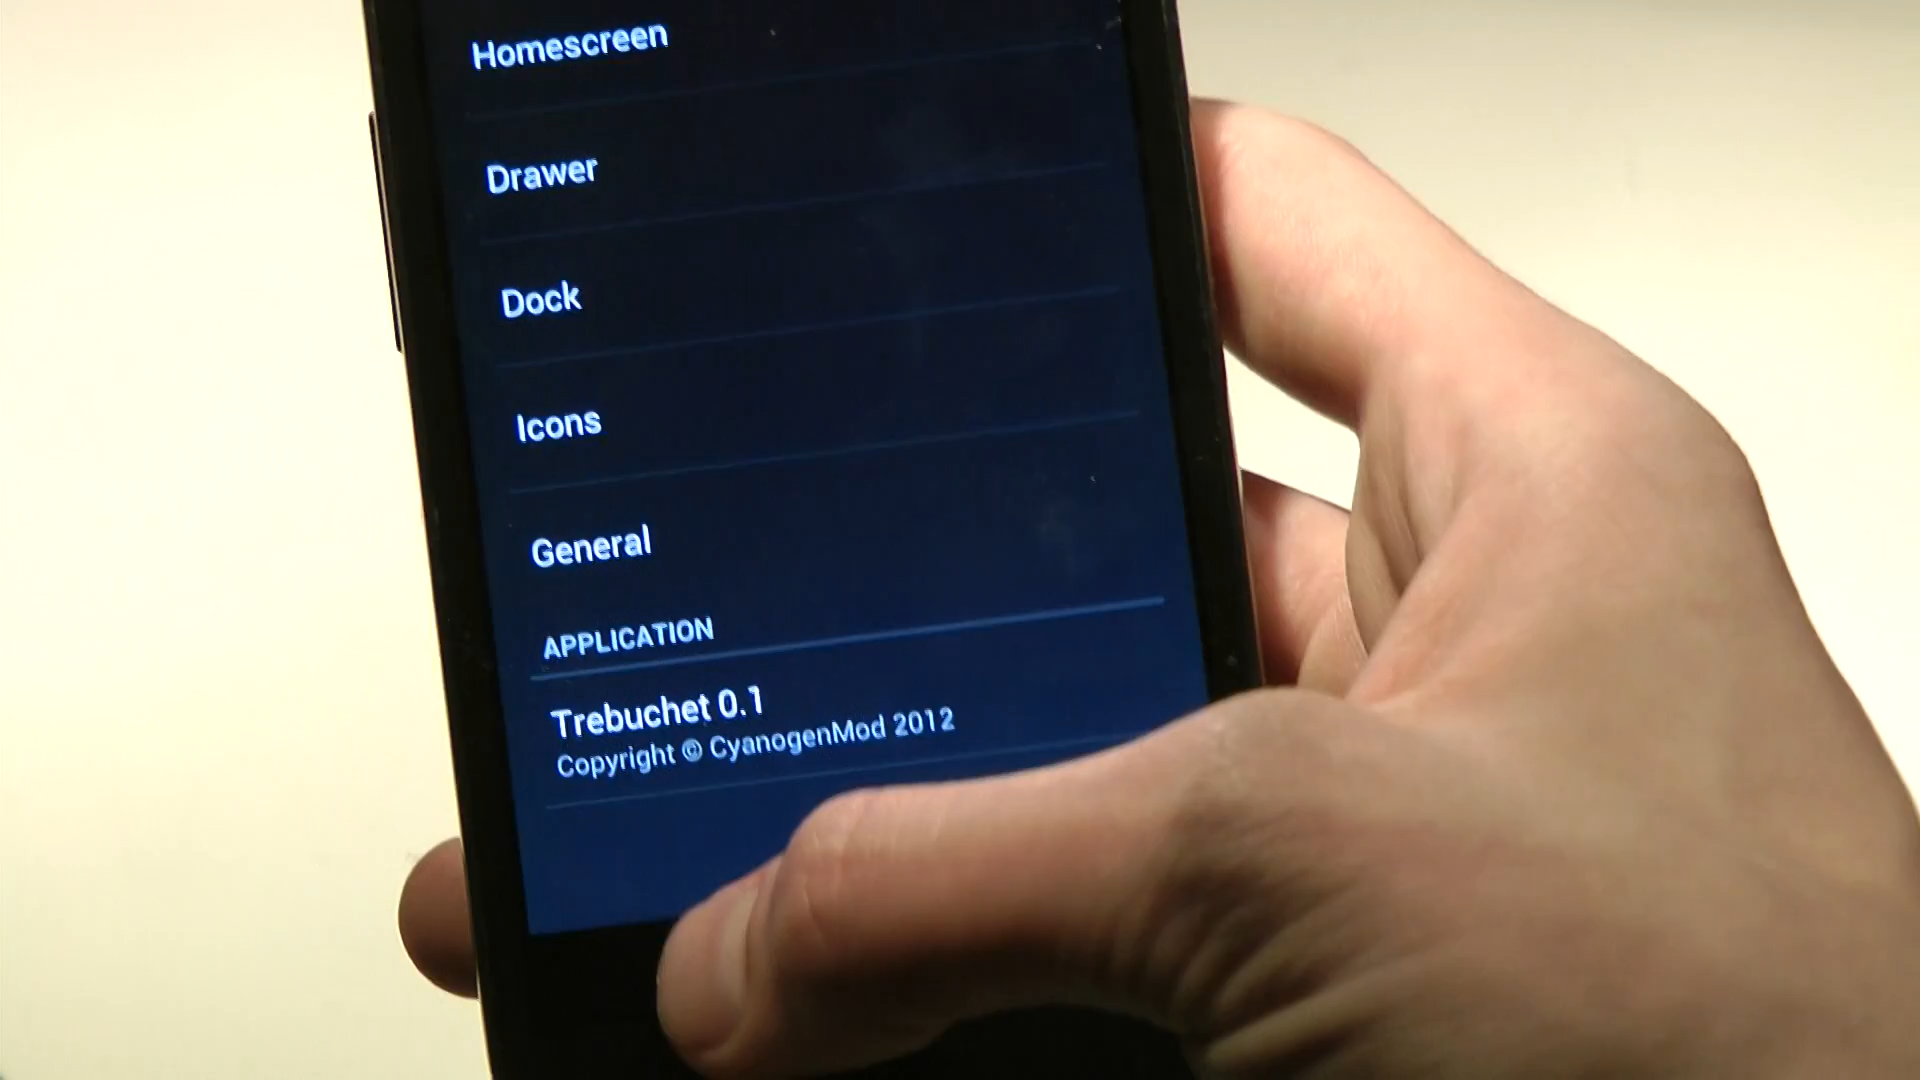 Homescreen
Drawer
Dock
Icons
General
APPLICATION
Trebuchet 0.1
Copyright © CyanogenMod 2012